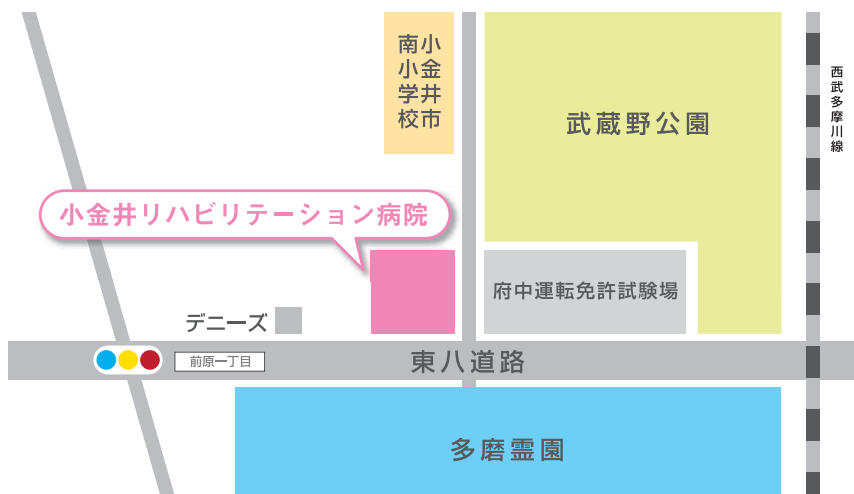 小金井市
南小学校
武蔵野公園
西武多摩川線
小金井リハビリテーション病院
府中運転免許試験場
デニーズ
前原一丁目
東八道路
多磨霊園